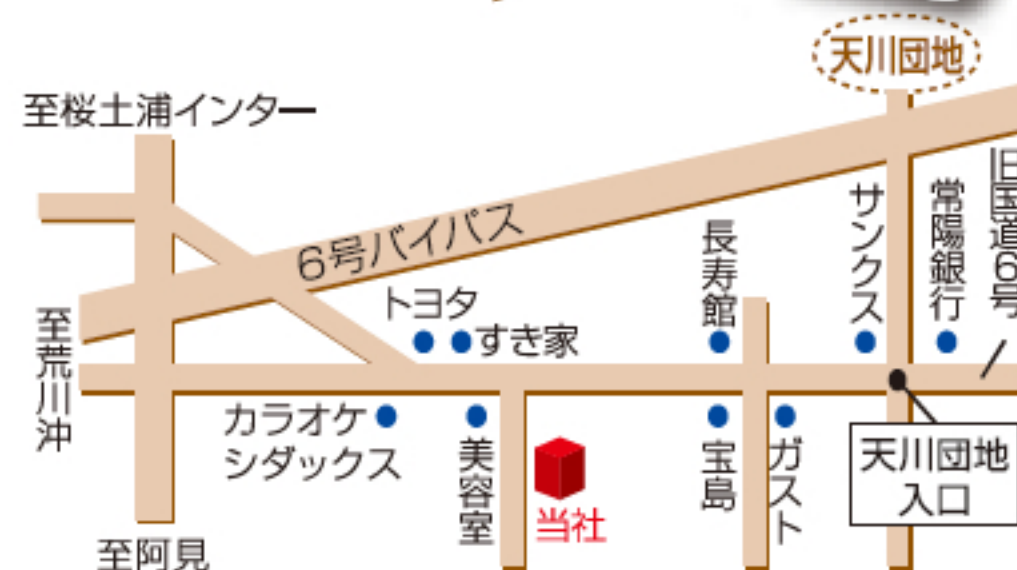 天川団地
至桜土浦インター
6号バイパス
サンクス
常陽銀行
旧国道6号
長寿館
トヨタ
すき家
至荒川沖
カラオケ
シダックス
美容室
当社
宝島
ガスト
天川団地
入口
至阿見